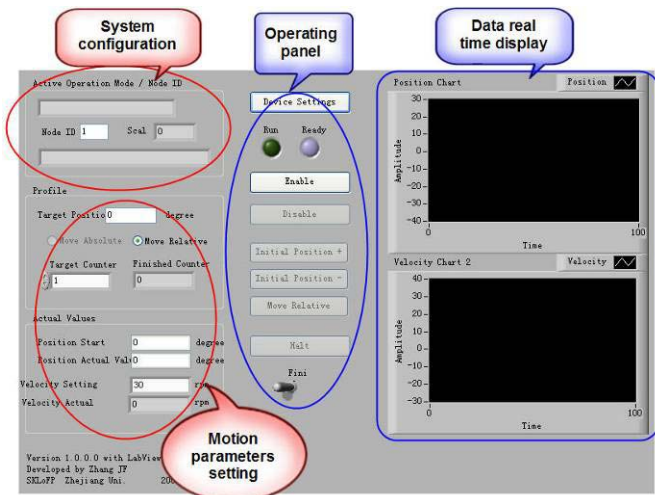 System
configuration
Operating
panel
Data real
time display
Active Operation Mode / Node ID
Node ID 1 Scal 0
Profile
Target Positio 0 degree
Move Absolute Move Relative
Target Counter Finished Counter
1 0
Actual Values
Position Start 0 degree
Position Actual Val 0 degree
Velocity Setting 30 rpm
Velocity Actual 0 rpm
Motion
parameters
setting
Version 1.0.0.0 with LabView
Developed by Zhang JF
SKLoFP Zhejiang Uni.
Device Settings
Run Ready
Enable
Disable
Initial Position +
Initial Position -
Move Relative
Halt
Fini
Position Chart Position
Amplitude
30
20
10
0
-10
-20
-30
-40
0 100
Time
Velocity Chart 2 Velocity
Amplitude
40
30
20
10
0
-10
-20
-30
0 100
Time